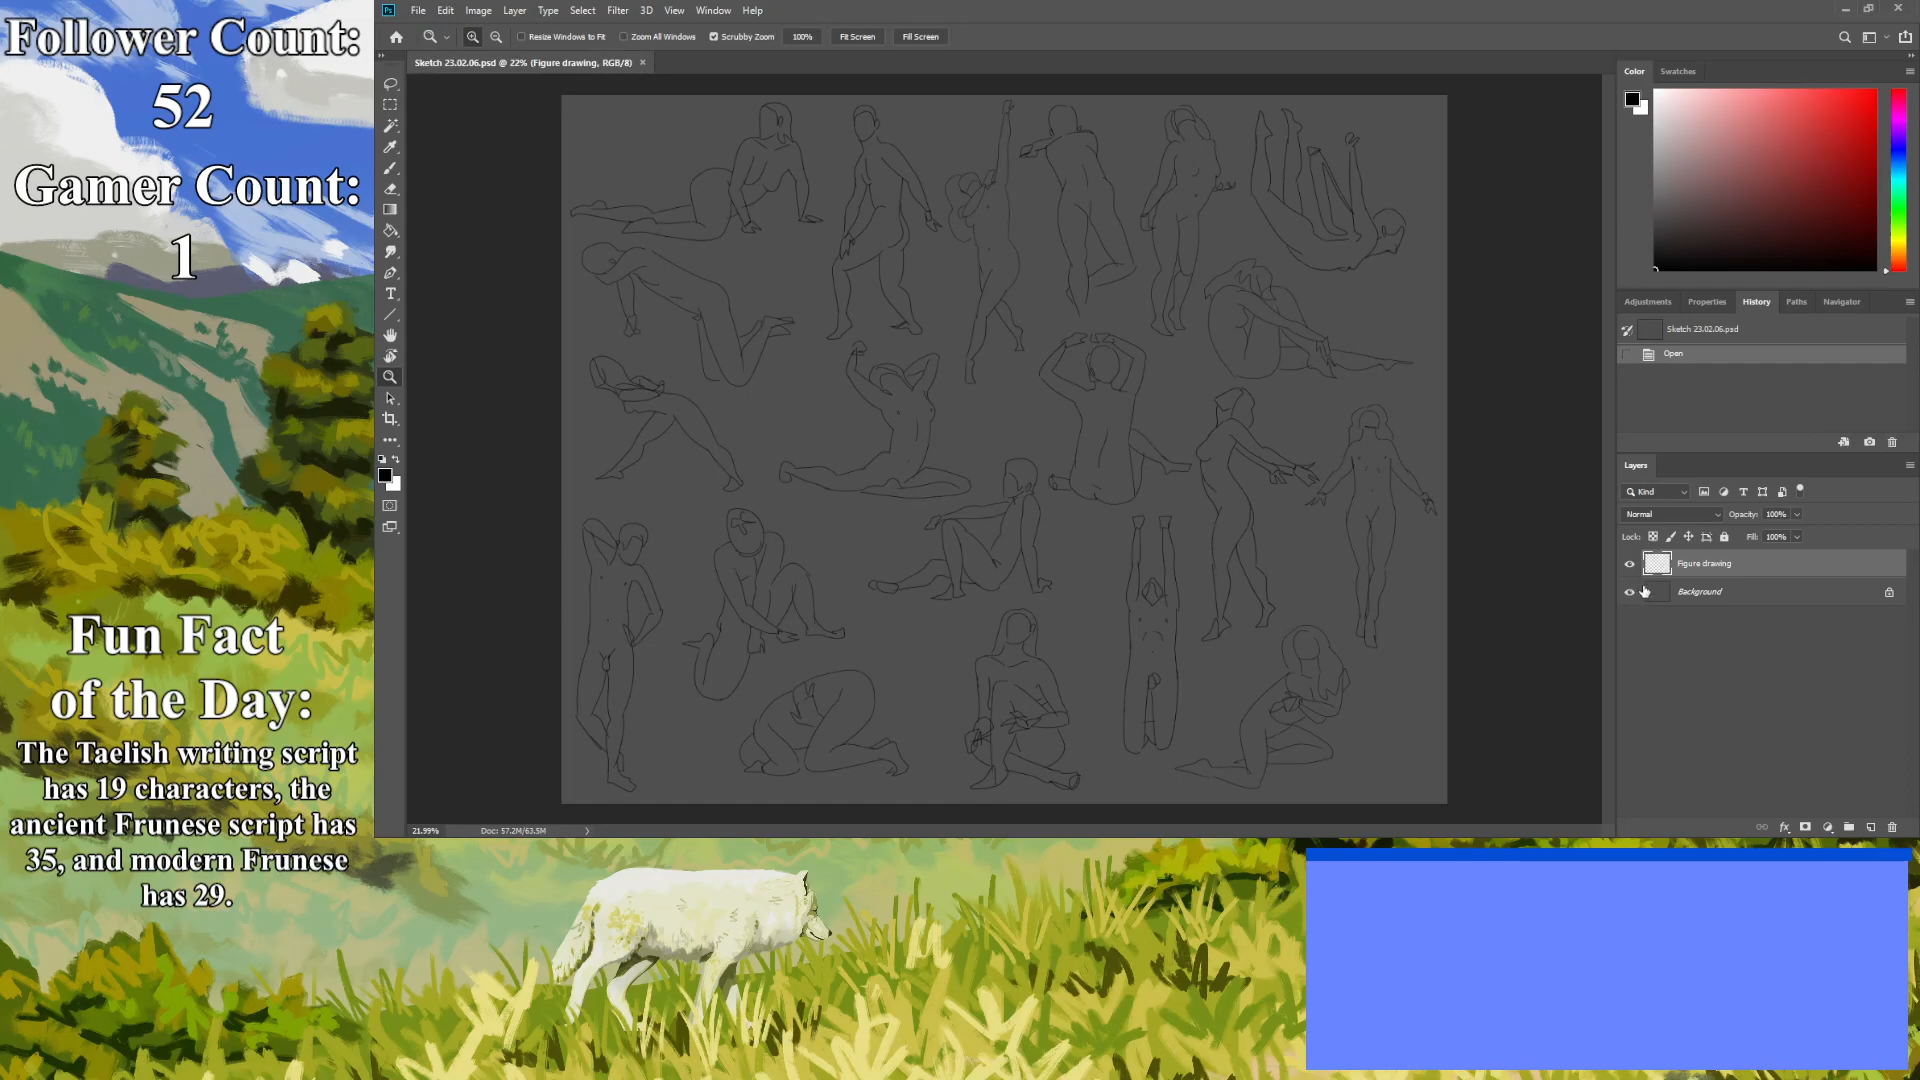 Follower Count:
52
Gamer Count:
1
Fun Fact
of the Day:
The Taelish writing script
has 19 characters, the
ancient Frunese script has
35, and modern Frunese
has 29.
Ps File Edit Image Layer Type Select Filter 3D View Window Help
Resize Windows to Fit Zoom All Windows Scrubby Zoom 100% Fit Screen Fill Screen
Sketch 23.02.06.psd @ 22% (Figure drawing, RGB/8)
T
21.99% Doc: 57.2M/63.5M
Color Swatches
Adjustments Properties History Paths Navigator
Sketch 23.02.06.psd
Open
Layers
Kind
Normal Opacity: 100%
Lock: Fill: 100%
Figure drawing
Background
fx